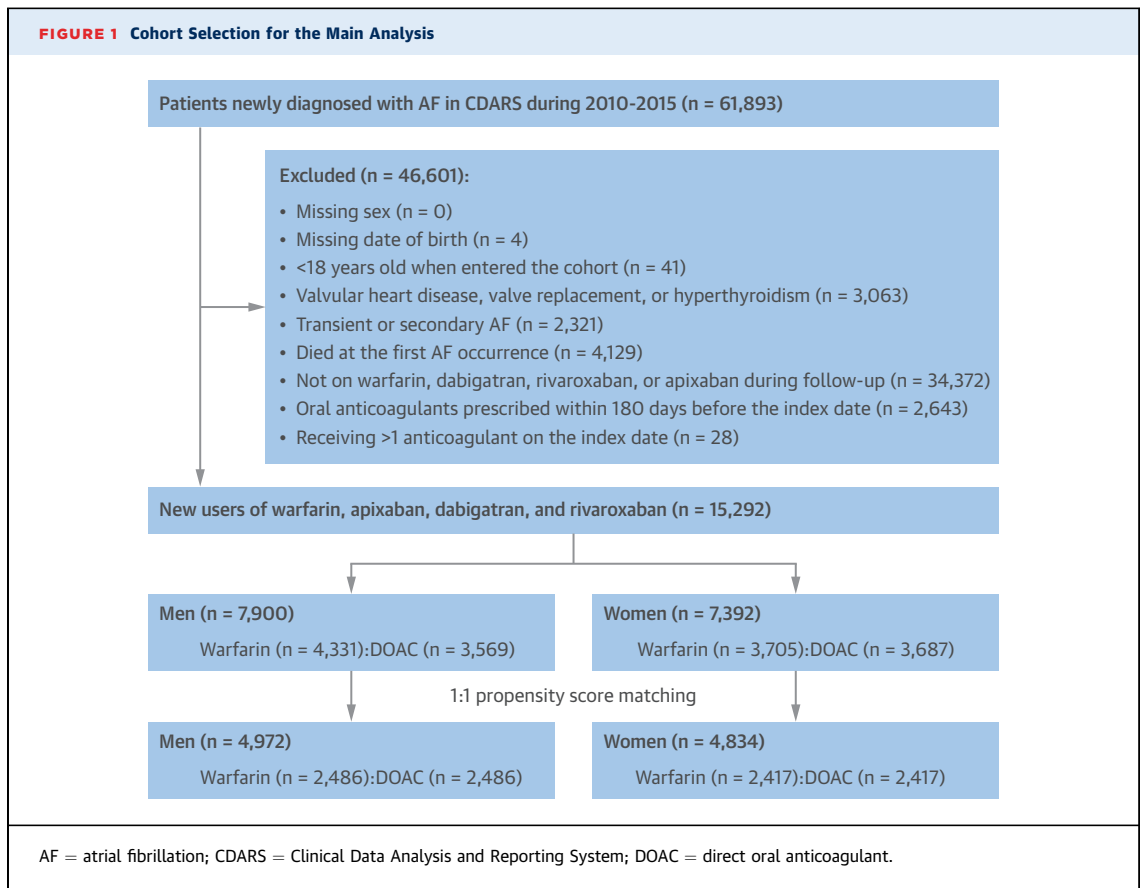 FIGURE 1 Cohort Selection for the Main Analysis
Patients newly diagnosed with AF in CDARS during 2010-2015 (n = 61,893)
Excluded (n = 46,601):
• Missing sex (n = 0)
• Missing date of birth (n = 4)
• <18 years old when entered the cohort (n = 41)
• Valvular heart disease, valve replacement, or hyperthyroidism (n = 3,063)
• Transient or secondary AF (n = 2,321)
• Died at the first AF occurrence (n = 4,129)
• Not on warfarin, dabigatran, rivaroxaban, or apixaban during follow-up (n = 34,372)
• Oral anticoagulants prescribed within 180 days before the index date (n = 2,643)
• Receiving >1 anticoagulant on the index date (n = 28)
New users of warfarin, apixaban, dabigatran, and rivaroxaban (n = 15,292)
Men (n = 7,900)
Warfarin (n = 4,331):DOAC (n = 3,569)
Women (n = 7,392)
Warfarin (n = 3,705):DOAC (n = 3,687)
1:1 propensity score matching
Men (n = 4,972)
Warfarin (n = 2,486):DOAC (n = 2,486)
Women (n = 4,834)
Warfarin (n = 2,417):DOAC (n = 2,417)
AF = atrial fibrillation; CDARS = Clinical Data Analysis and Reporting System; DOAC = direct oral anticoagulant.